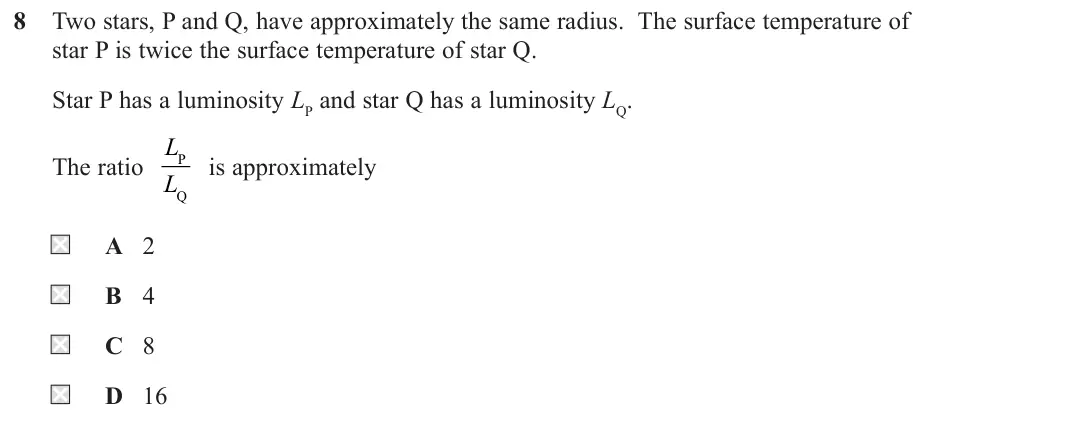 8 Two stars, P and Q, have approximately the same radius. The surface temperature of
star P is twice the surface temperature of star Q.
Star P has a luminosity L_P and star Q has a luminosity L_Q.
The ratio L_P/L_Q is approximately
A 2
B 4
C 8
D 16